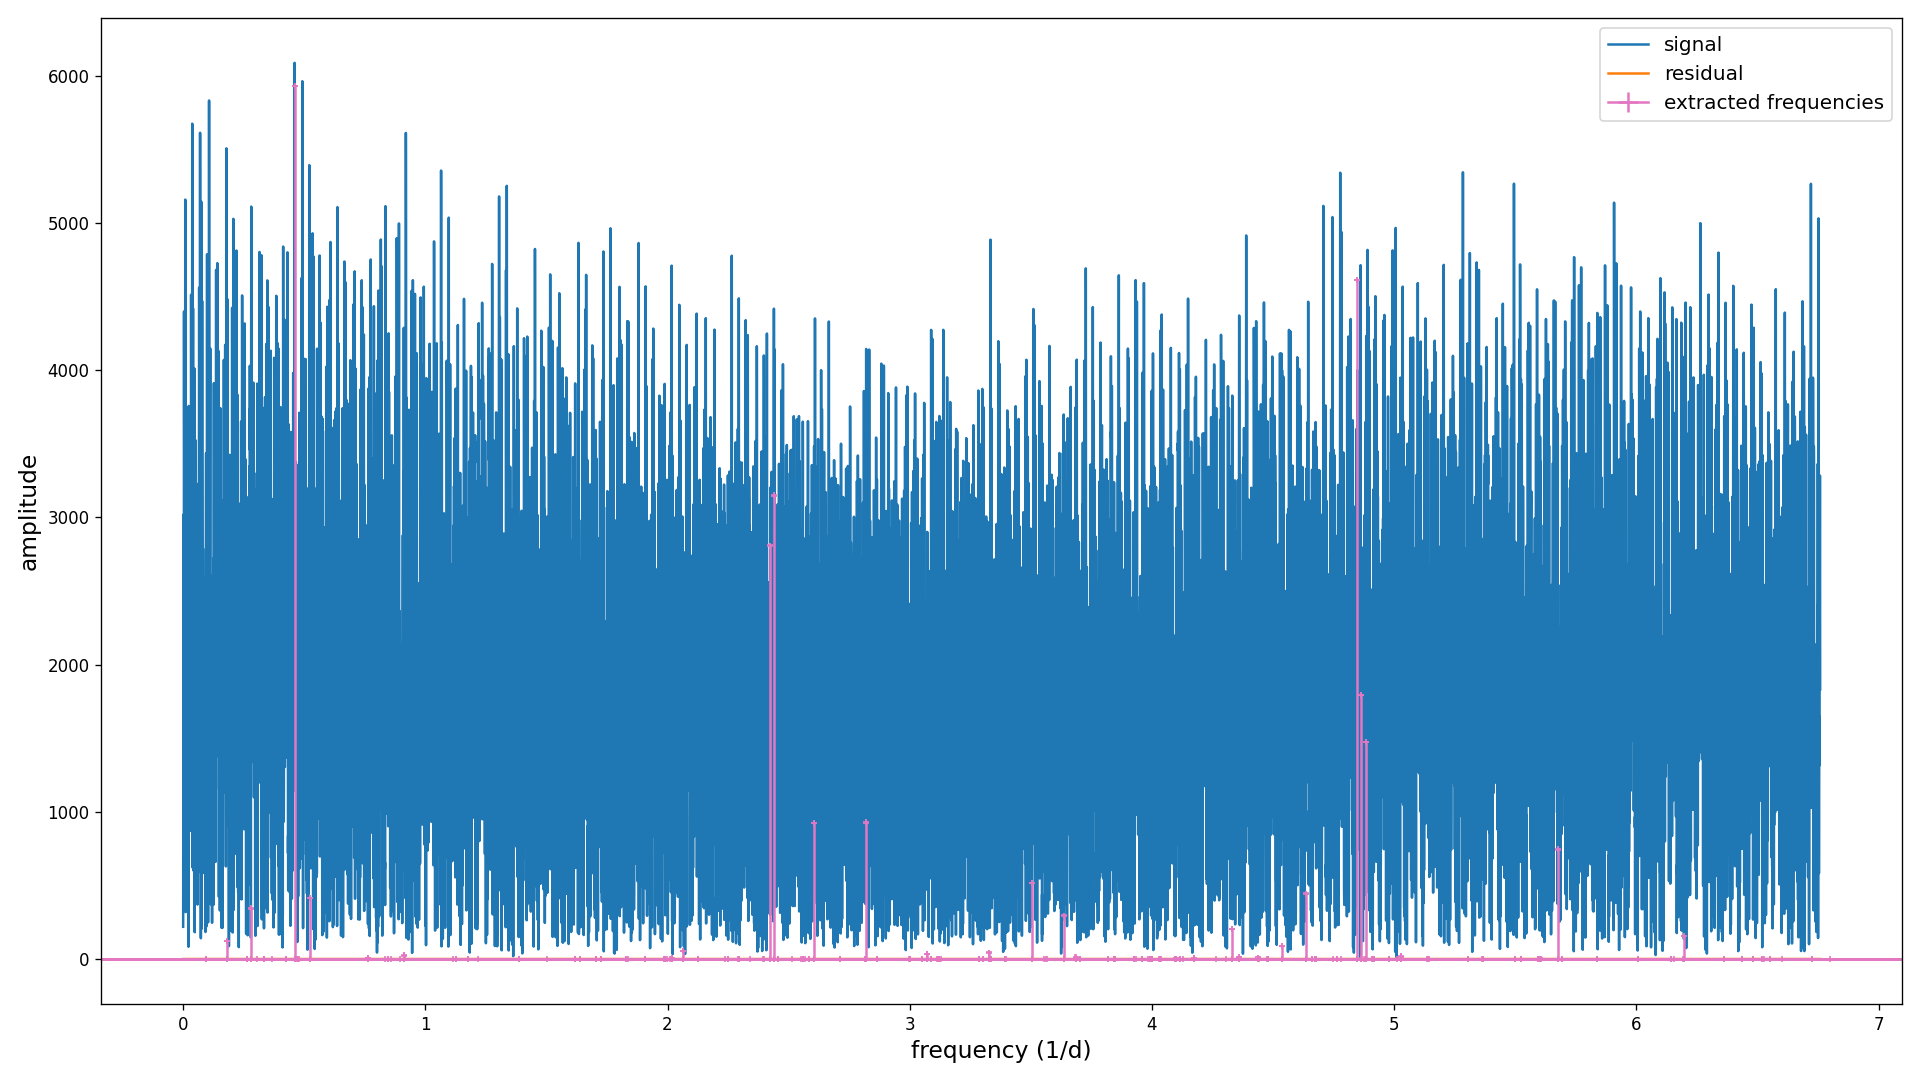 signal
residual
extracted frequencies
6000
5000
4000
3000
2000
1000
0
amplitude
0 1 2 3 4 5 6 7
frequency (1/d)